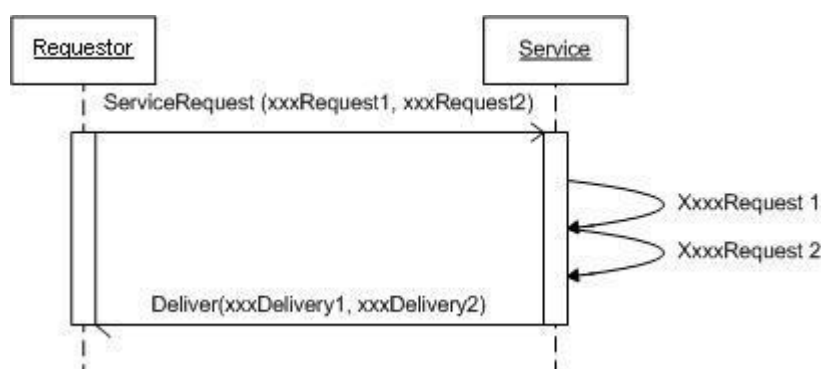 Requestor
Service
ServiceRequest (xxxRequest1, xxxRequest2)
XxxxRequest 1
XxxxRequest 2
Deliver(xxxDelivery1, xxxDelivery2)